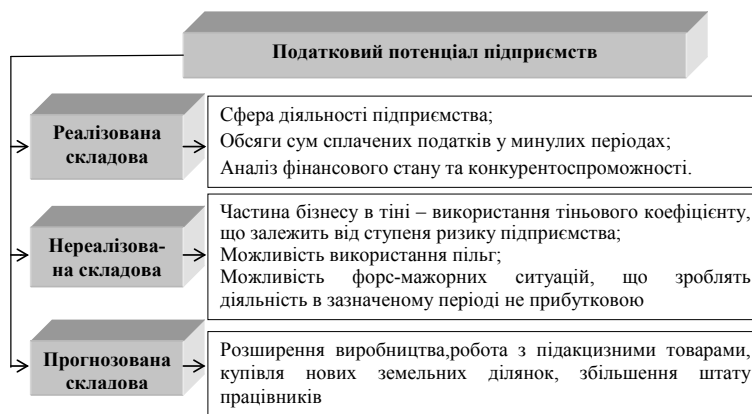 Податковий потенціал підприємств
Реалізована
складова
Сфера діяльності підприємства;
Обсяги сум сплачених податків у минулих періодах;
Аналіз фінансового стану та конкурентоспроможності.
Нереалізова-
на складова
Частина бізнесу в тіні – використання тіньового коефіцієнту,
що залежить від ступеня ризику підприємства;
Можливість використання пільг;
Можливість форс-мажорних ситуацій, що зроблять
діяльність в зазначеному періоді не прибутковою
Прогнозована
складова
Розширення виробництва,робота з підакцизними товарами,
купівля нових земельних ділянок, збільшення штату
працівників